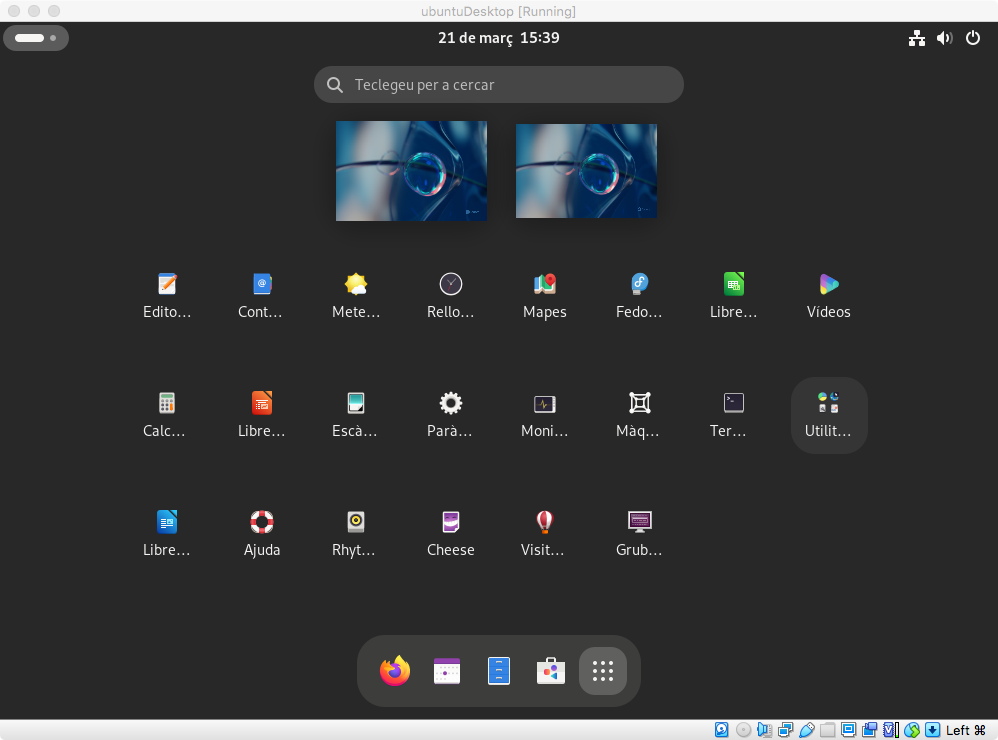 ubuntuDesktop [Running]
21 de març 15:39
Teclegeu per a cercar
Edito...
Cont...
Mete...
Rello...
Mapes
Fedo...
Libre...
Vídeos
Calc...
Libre...
Escà...
Parà...
Moni...
Màq...
Ter...
Utilit...
Libre...
Ajuda
Rhyt...
Cheese
Visit...
Grub...
Left ⌘